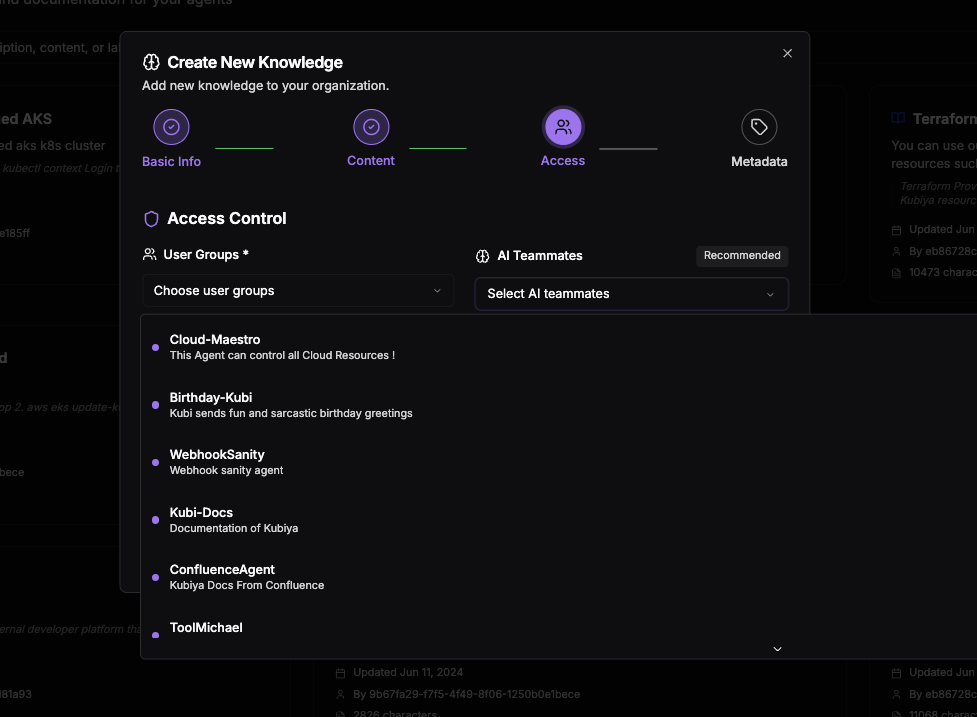 and documentation for your agents
ption, content, or la
Create New Knowledge
Add new knowledge to your organization.
Basic Info
Content
Access
Metadata
ed AKS
ed aks k8s cluster
kubectl context Login t
e185ff
Terraform
You can use o
resources suc
Terraform Prov
Kubiya resourc
Updated Jun
By eb86728c
10473 charac
Access Control
User Groups *
AI Teammates
Recommended
Choose user groups
Select AI teammates
Cloud-Maestro
This Agent can control all Cloud Resources !
Birthday-Kubi
Kubi sends fun and sarcastic birthday greetings
WebhookSanity
Webhook sanity agent
Kubi-Docs
Documentation of Kubiya
ConfluenceAgent
Kubiya Docs From Confluence
ToolMichael
d
op 2. aws eks update-k
bece
ernal developer platform tha
81a93
Updated Jun 11, 2024
By 9b67fa29-f7f5-4f49-8f06-1250b0e1bece
2826 characters
Updated Jun
By eb86728c
11068 charac